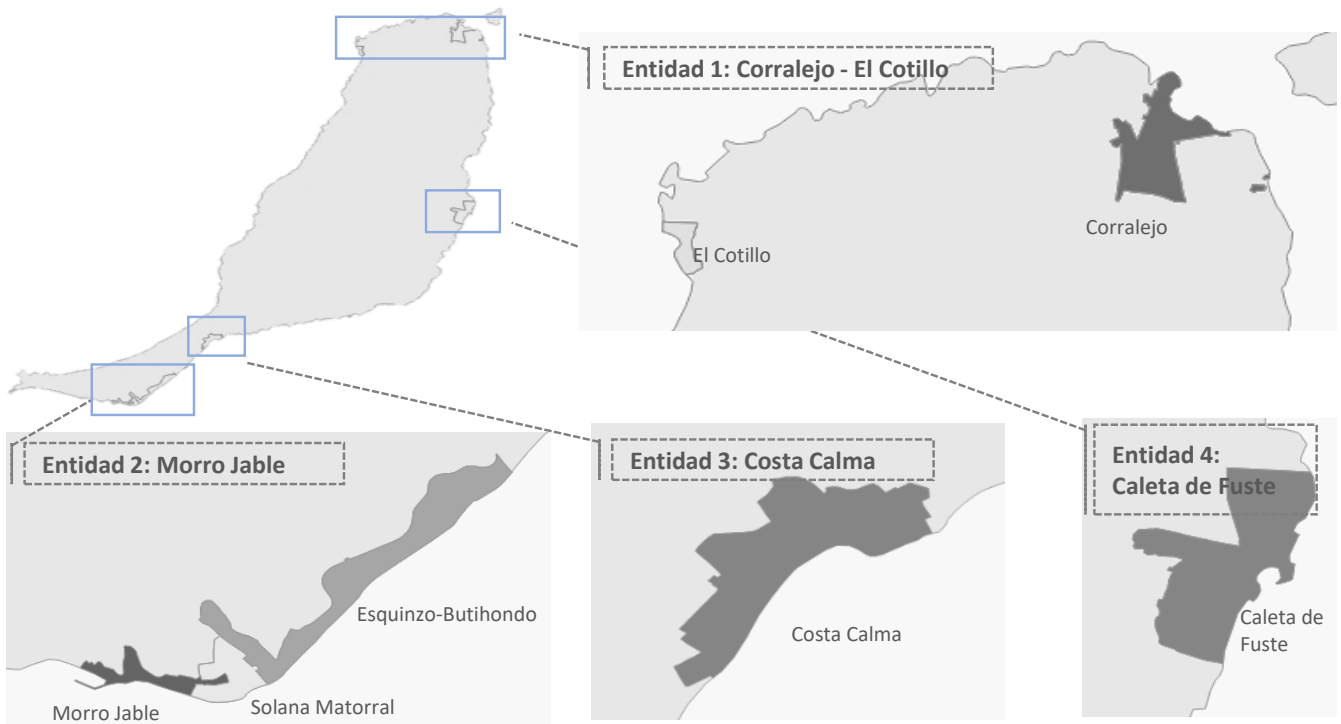 Entidad 1: Corralejo - El Cotillo
Corralejo
El Cotillo
Entidad 2: Morro Jable
Esquinzo-Butihondo
Solana Matorral
Morro Jable
Entidad 3: Costa Calma
Costa Calma
Entidad 4:
Caleta de Fuste
Caleta de
Fuste